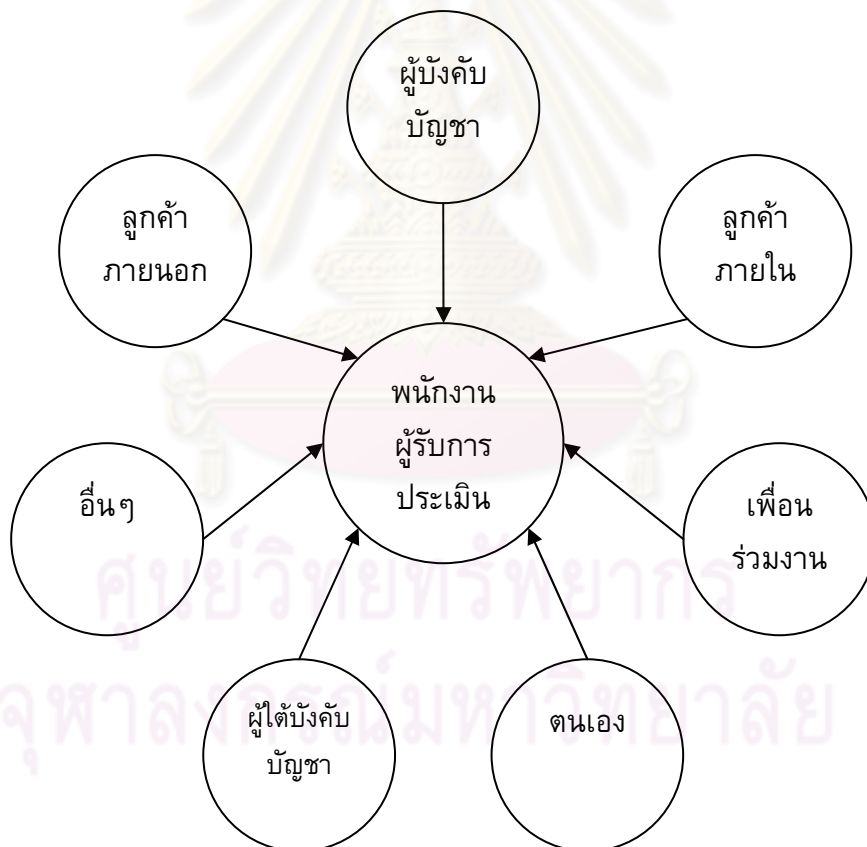 ผู้บังคับ
บัญชา
ลูกค้า
ภายนอก
ลูกค้า
ภายใน
พนักงาน
ผู้รับการ
ประเมิน
อื่นๆ
เพื่อน
ร่วมงาน
ผู้ใต้บังคับ
บัญชา
ตนเอง
ศูนย์วิทยทรัพยากร
จุฬาลงกรณ์มหาวิทยาลัย